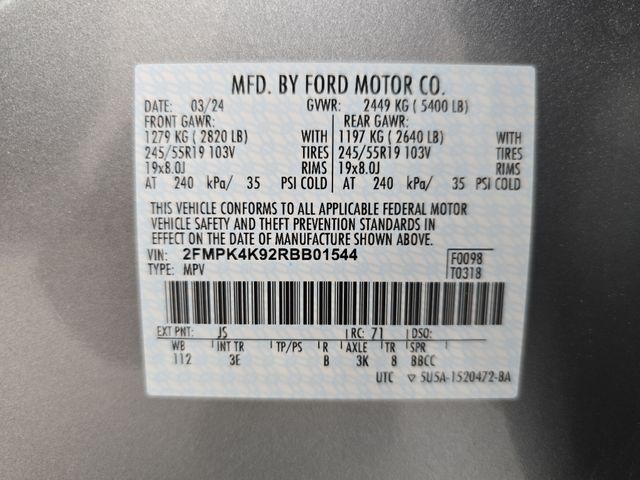 MFD. BY FORD MOTOR CO.
DATE: 03/24 GVWR: 2449 KG ( 5400 LB)
FRONT GAWR: REAR GAWR:
1279 KG ( 2820 LB) WITH 1197 KG ( 2640 LB) WITH
245/55R19 103V TIRES 245/55R19 103V TIRES
19x8.0J RIMS 19x8.0J RIMS
AT 240 kPa/ 35 PSI COLD AT 240 kPa/ 35 PSI COLD
THIS VEHICLE CONFORMS TO ALL APPLICABLE FEDERAL MOTOR
VEHICLE SAFETY AND THEFT PREVENTION STANDARDS IN
EFFECT ON THE DATE OF MANUFACTURE SHOWN ABOVE.
VIN: 2FMPK4K92RBB01544 F0098
TYPE: MPV T0318
EXT PNT: JS RC: 71 DSO:
WB INT TR TP/PS R AXLE TR SPR
112 3E B 3K 8 BBCC
UTC ▽ 5U5A-1520472-BA